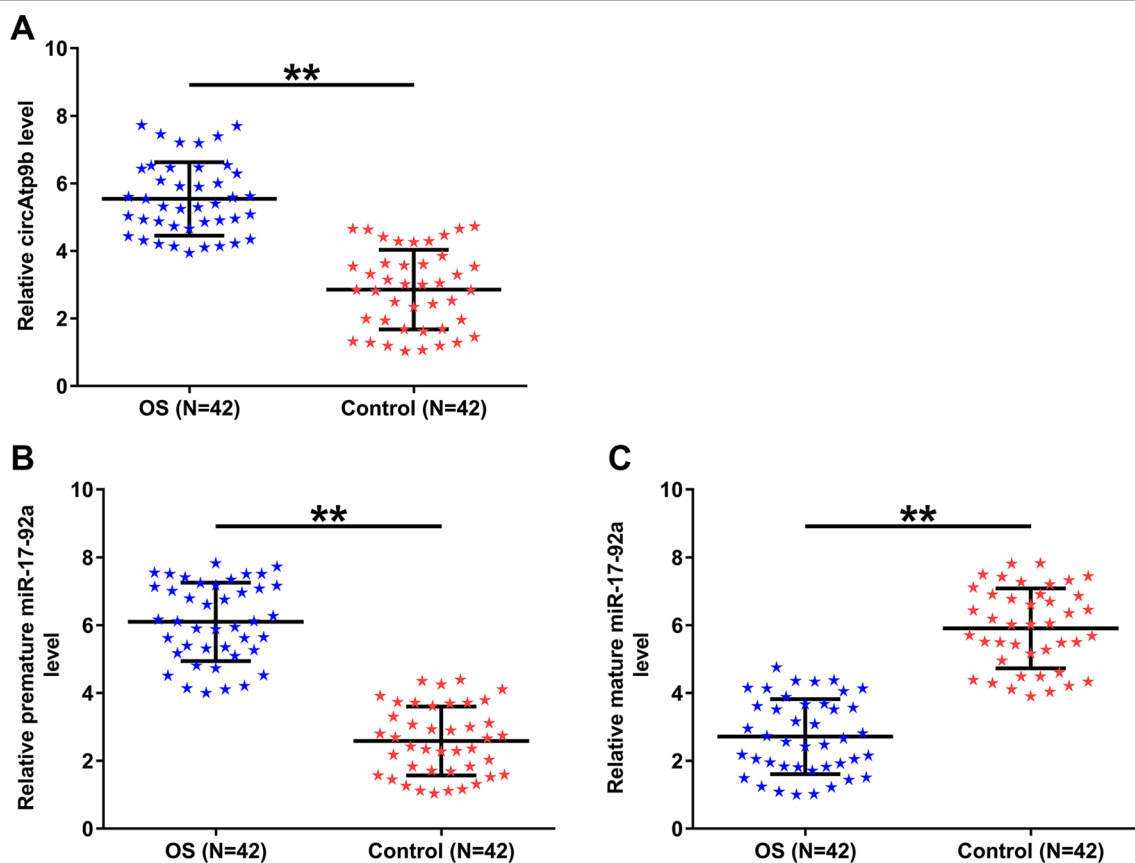 A
Relative circAtp9b level
10
8
6
4
2
0
**
OS (N=42)
Control (N=42)
B
Relative premature miR-17-92a
level
10
8
6
4
2
0
**
OS (N=42)
Control (N=42)
C
Relative mature miR-17-92a
level
10
8
6
4
2
0
**
OS (N=42)
Control (N=42)